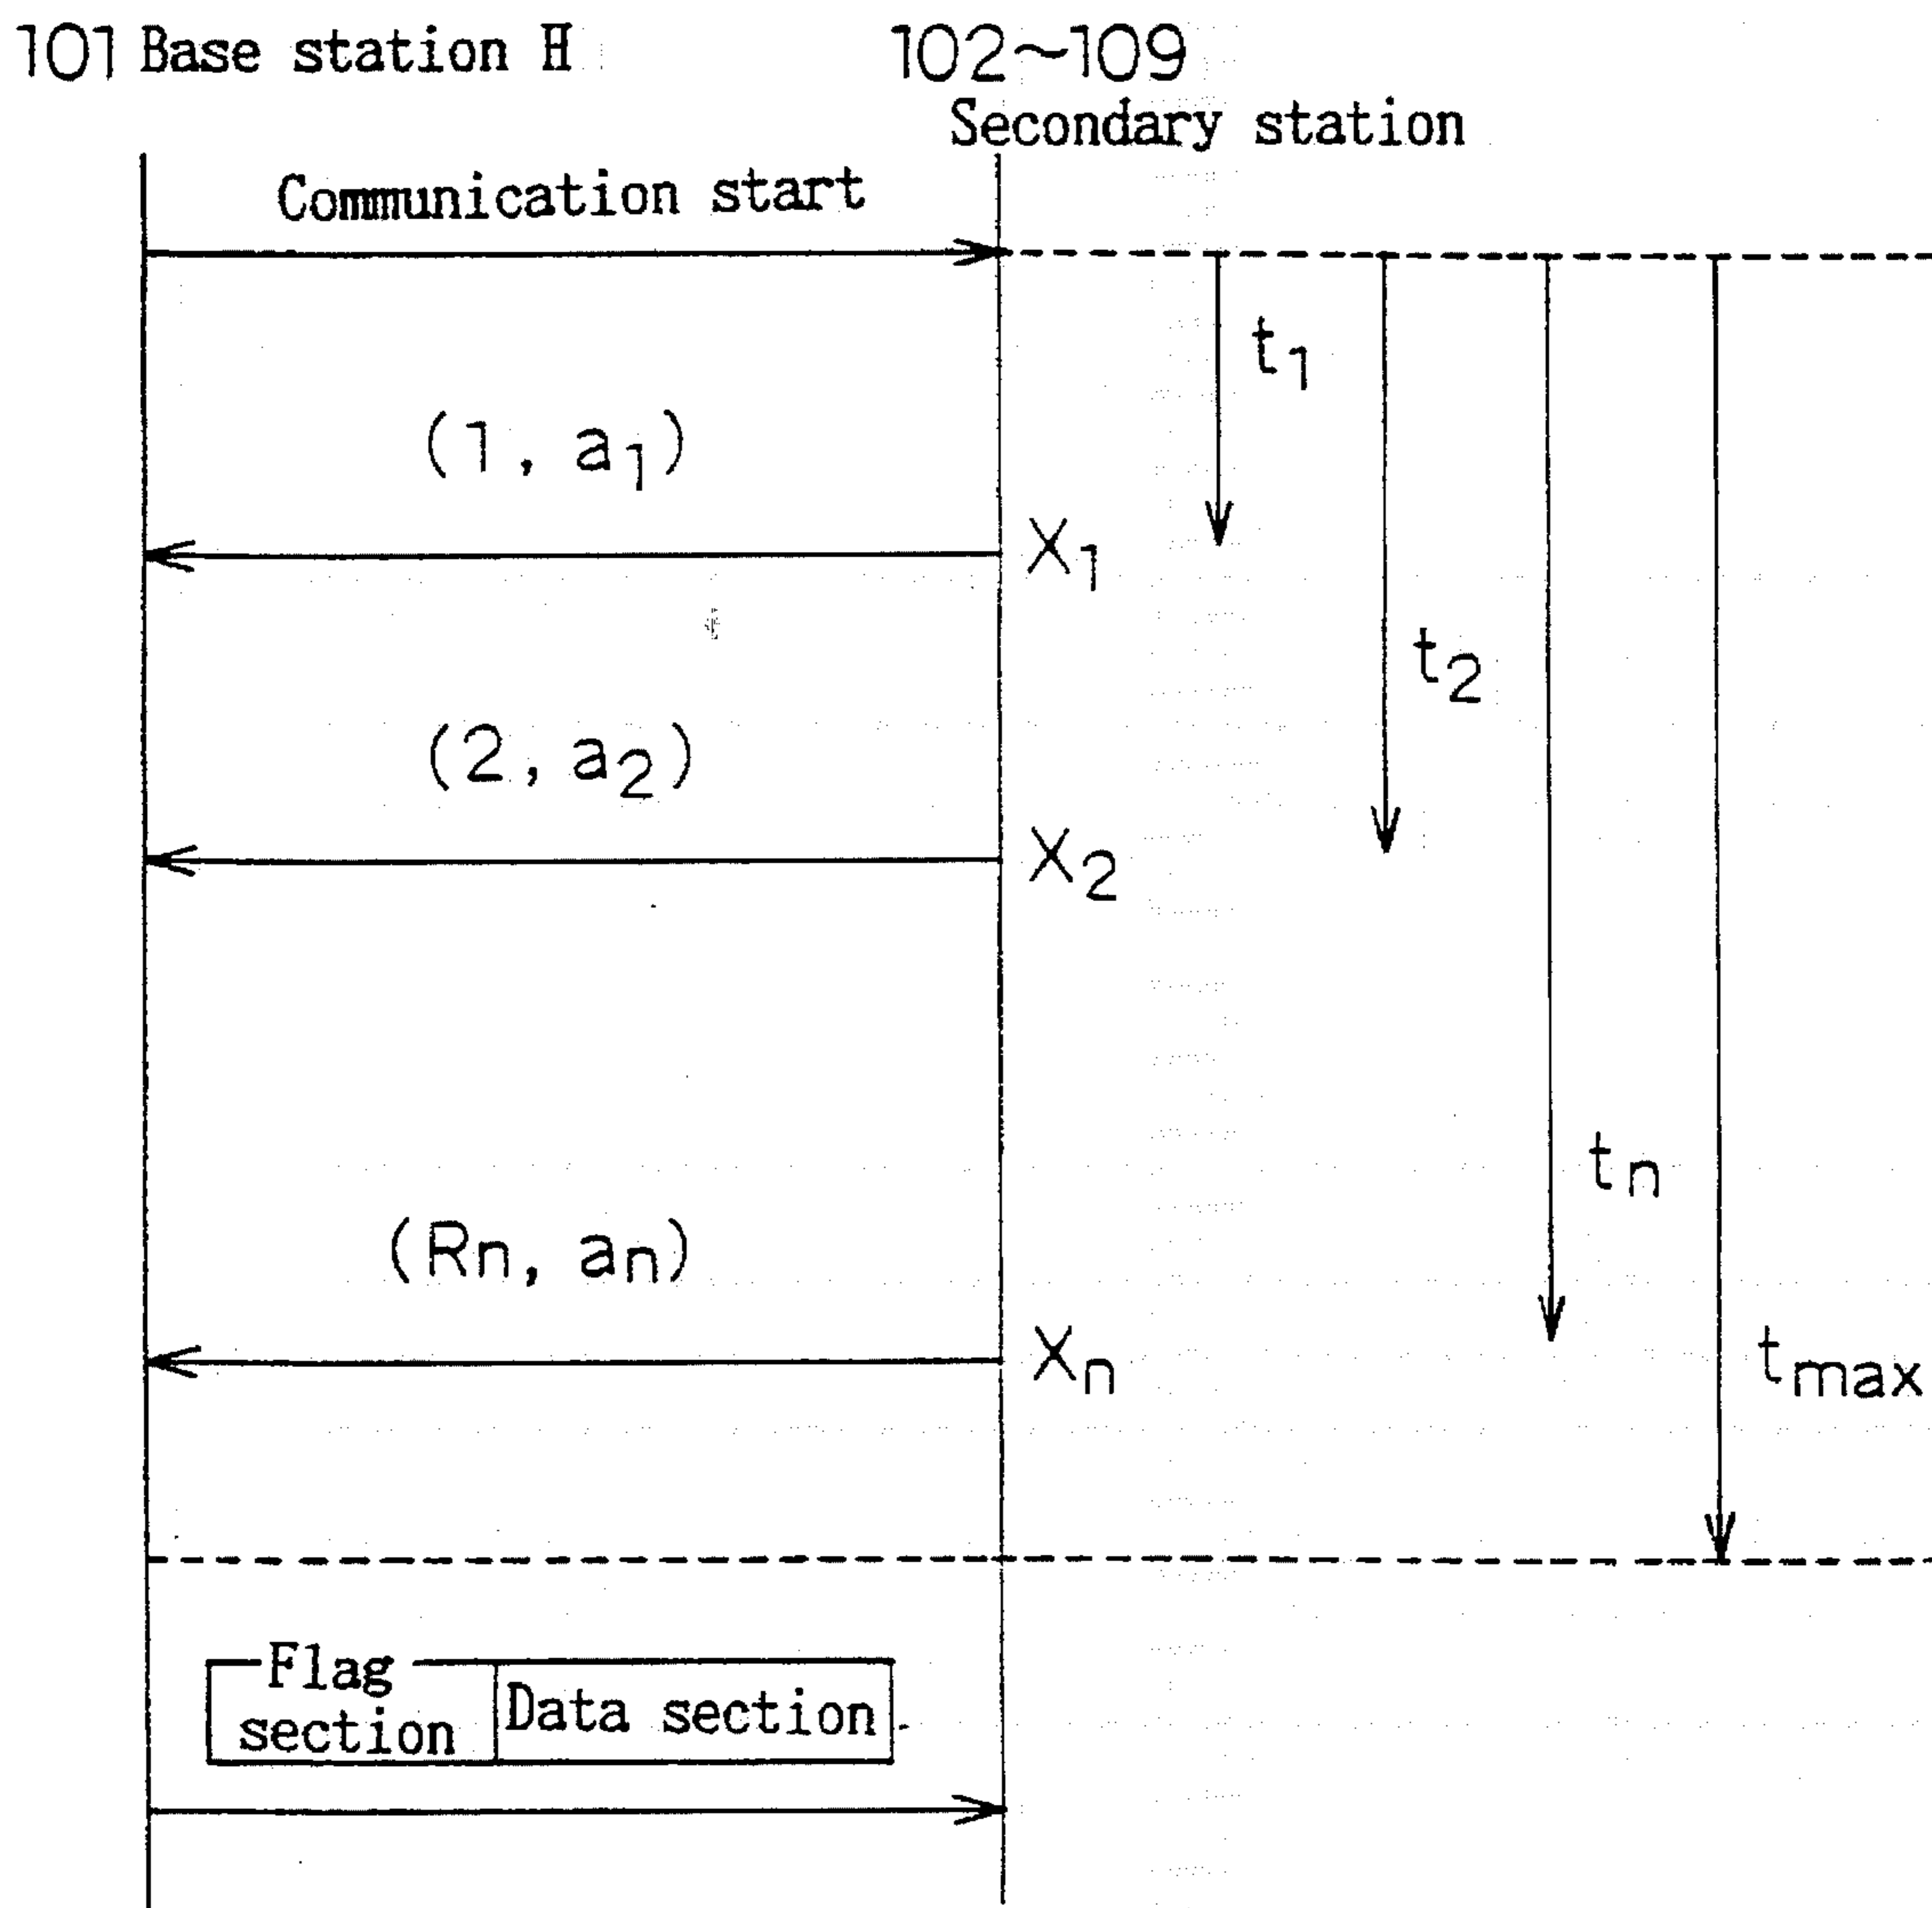 101 Base station H
102~109
Secondary station
Communication start
t1
(1, a1)
X1
t2
(2, a2)
X2
tn
(Rn, an)
Xn
tmax
Flag
section
Data section